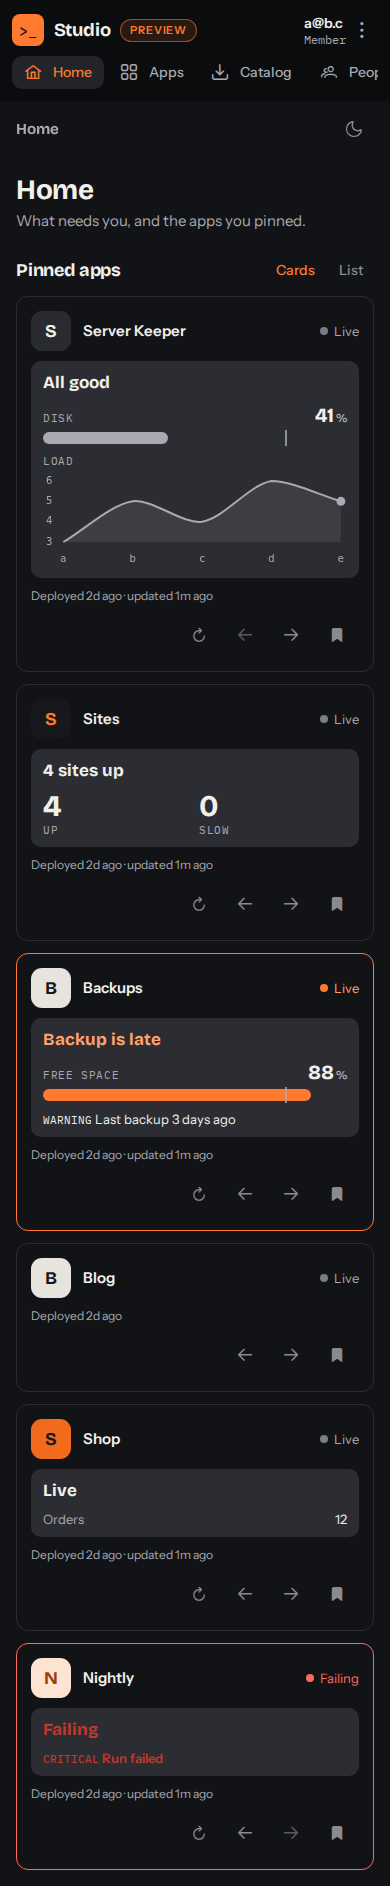 >_ Studio PREVIEW a@b.c
Member
Home Apps Catalog Peop
Home
Home
What needs you, and the apps you pinned.
Pinned apps Cards List
S Server Keeper Live
All good
DISK 41%
LOAD
6
5
4
3
a b c d e
Deployed 2d ago · updated 1m ago
S Sites Live
4 sites up
4 0
UP SLOW
Deployed 2d ago · updated 1m ago
B Backups Live
Backup is late
FREE SPACE 88%
WARNING Last backup 3 days ago
Deployed 2d ago · updated 1m ago
B Blog Live
Deployed 2d ago
S Shop Live
Live
Orders 12
Deployed 2d ago · updated 1m ago
N Nightly Failing
Failing
CRITICAL Run failed
Deployed 2d ago · updated 1m ago